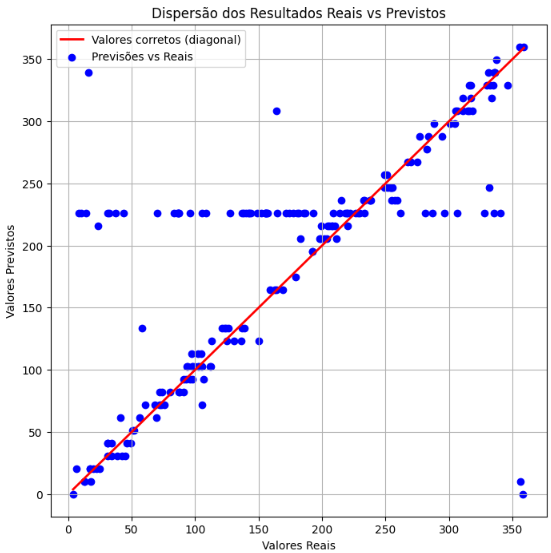 Dispersão dos Resultados Reais vs Previstos
Valores corretos (diagonal)
Previsões vs Reais
350
300
250
200
150
100
50
0
Valores Previstos
0 50 100 150 200 250 300 350
Valores Reais